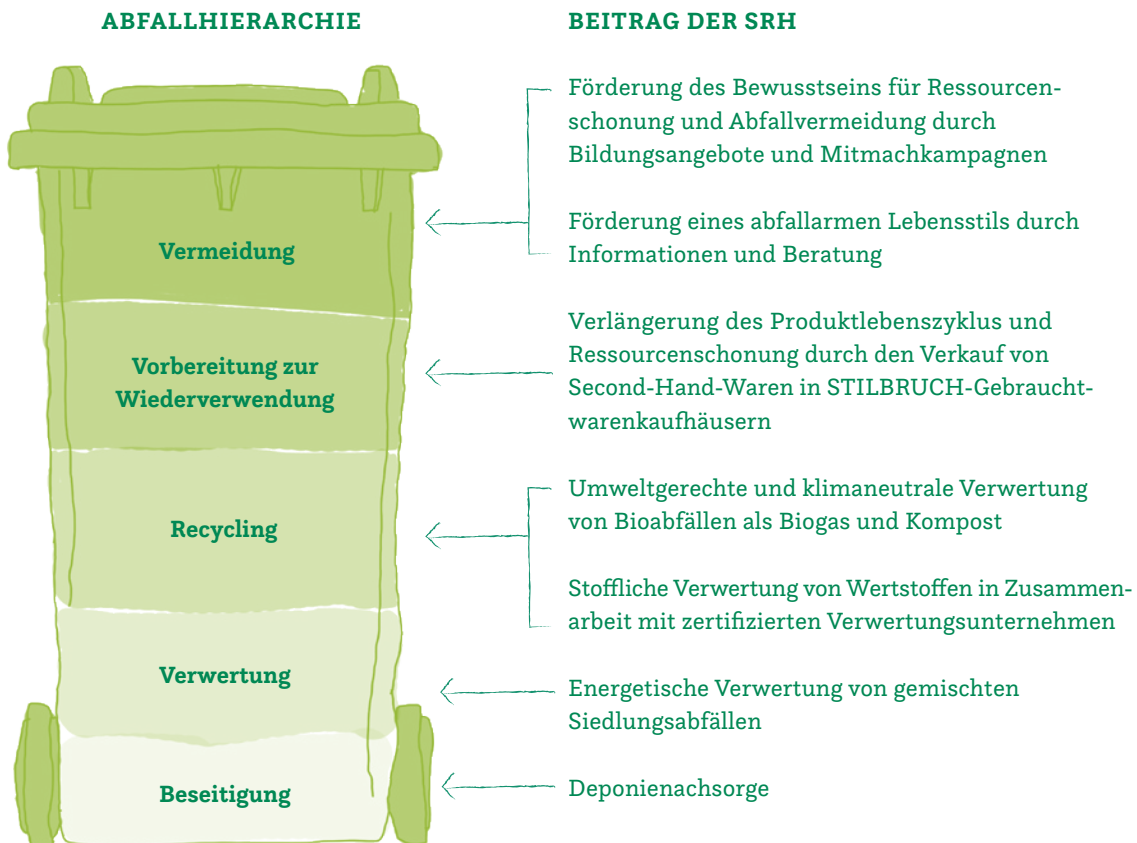 ABFALLHIERARCHIE
Vermeidung
Vorbereitung zur
Wiederverwendung
Recycling
Verwertung
Beseitigung
BEITRAG DER SRH
Förderung des Bewusstseins für Ressourcen-
schonung und Abfallvermeidung durch
Bildungsangebote und Mitmachkampagnen
Förderung eines abfallarmen Lebensstils durch
Informationen und Beratung
Verlängerung des Produktlebenszyklus und
Ressourcenschonung durch den Verkauf von
Second-Hand-Waren in STILBRUCH-Gebraucht-
warenkaufhäusern
Umweltgerechte und klimaneutrale Verwertung
von Bioabfällen als Biogas und Kompost
Stoffliche Verwertung von Wertstoffen in Zusammen-
arbeit mit zertifizierten Verwertungsunternehmen
Energetische Verwertung von gemischten
Siedlungsabfällen
Deponienachsorge